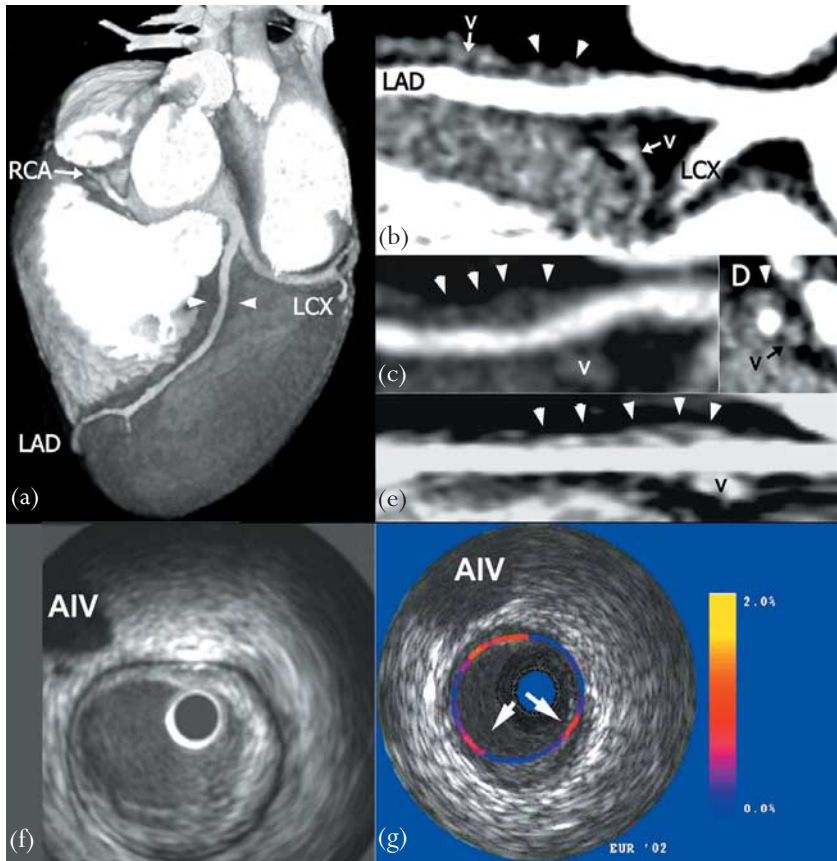 RCA
LCX
LAD
(a)
v
LAD
v
LCX
(b)
v
(c)
D
v
v
(e)
AIV
(f)
AIV
2.0%
0.0%
EUR '02
(g)